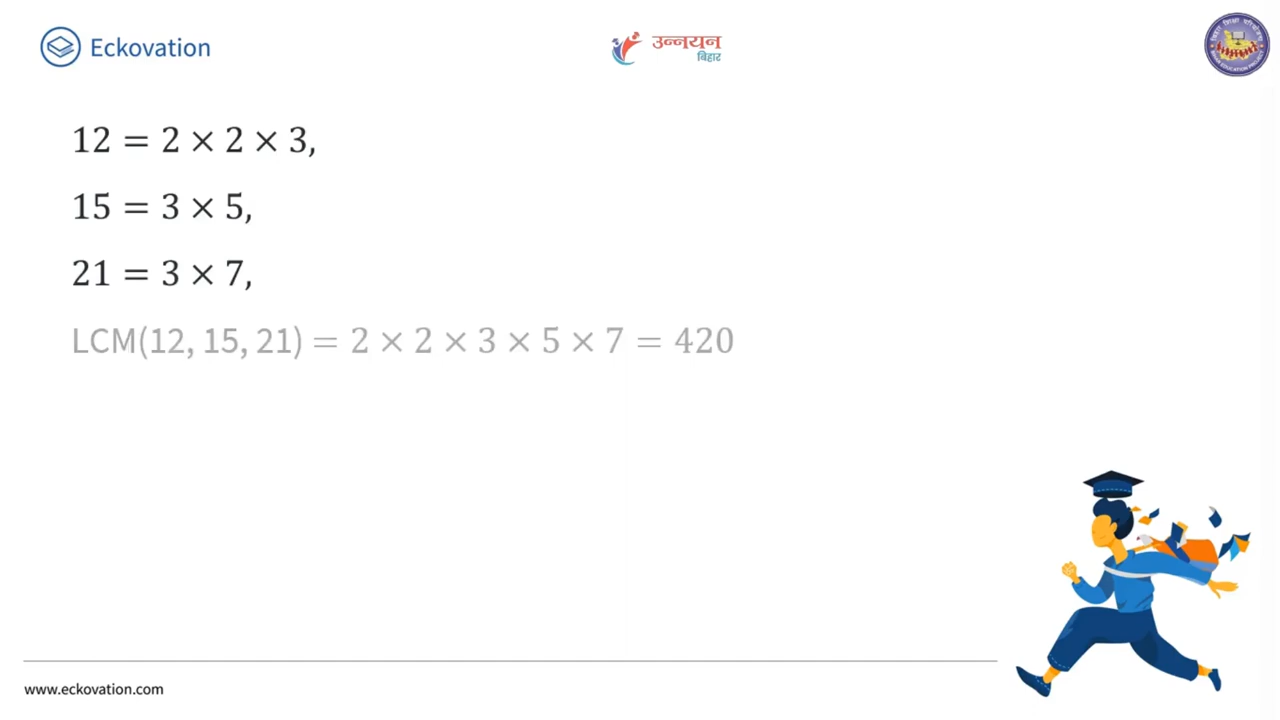 Eckovation
उन्नयन
बिहार
12 = 2 × 2 × 3,
15 = 3 × 5,
21 = 3 × 7,
LCM(12, 15, 21) = 2 × 2 × 3 × 5 × 7 = 420
www.eckovation.com